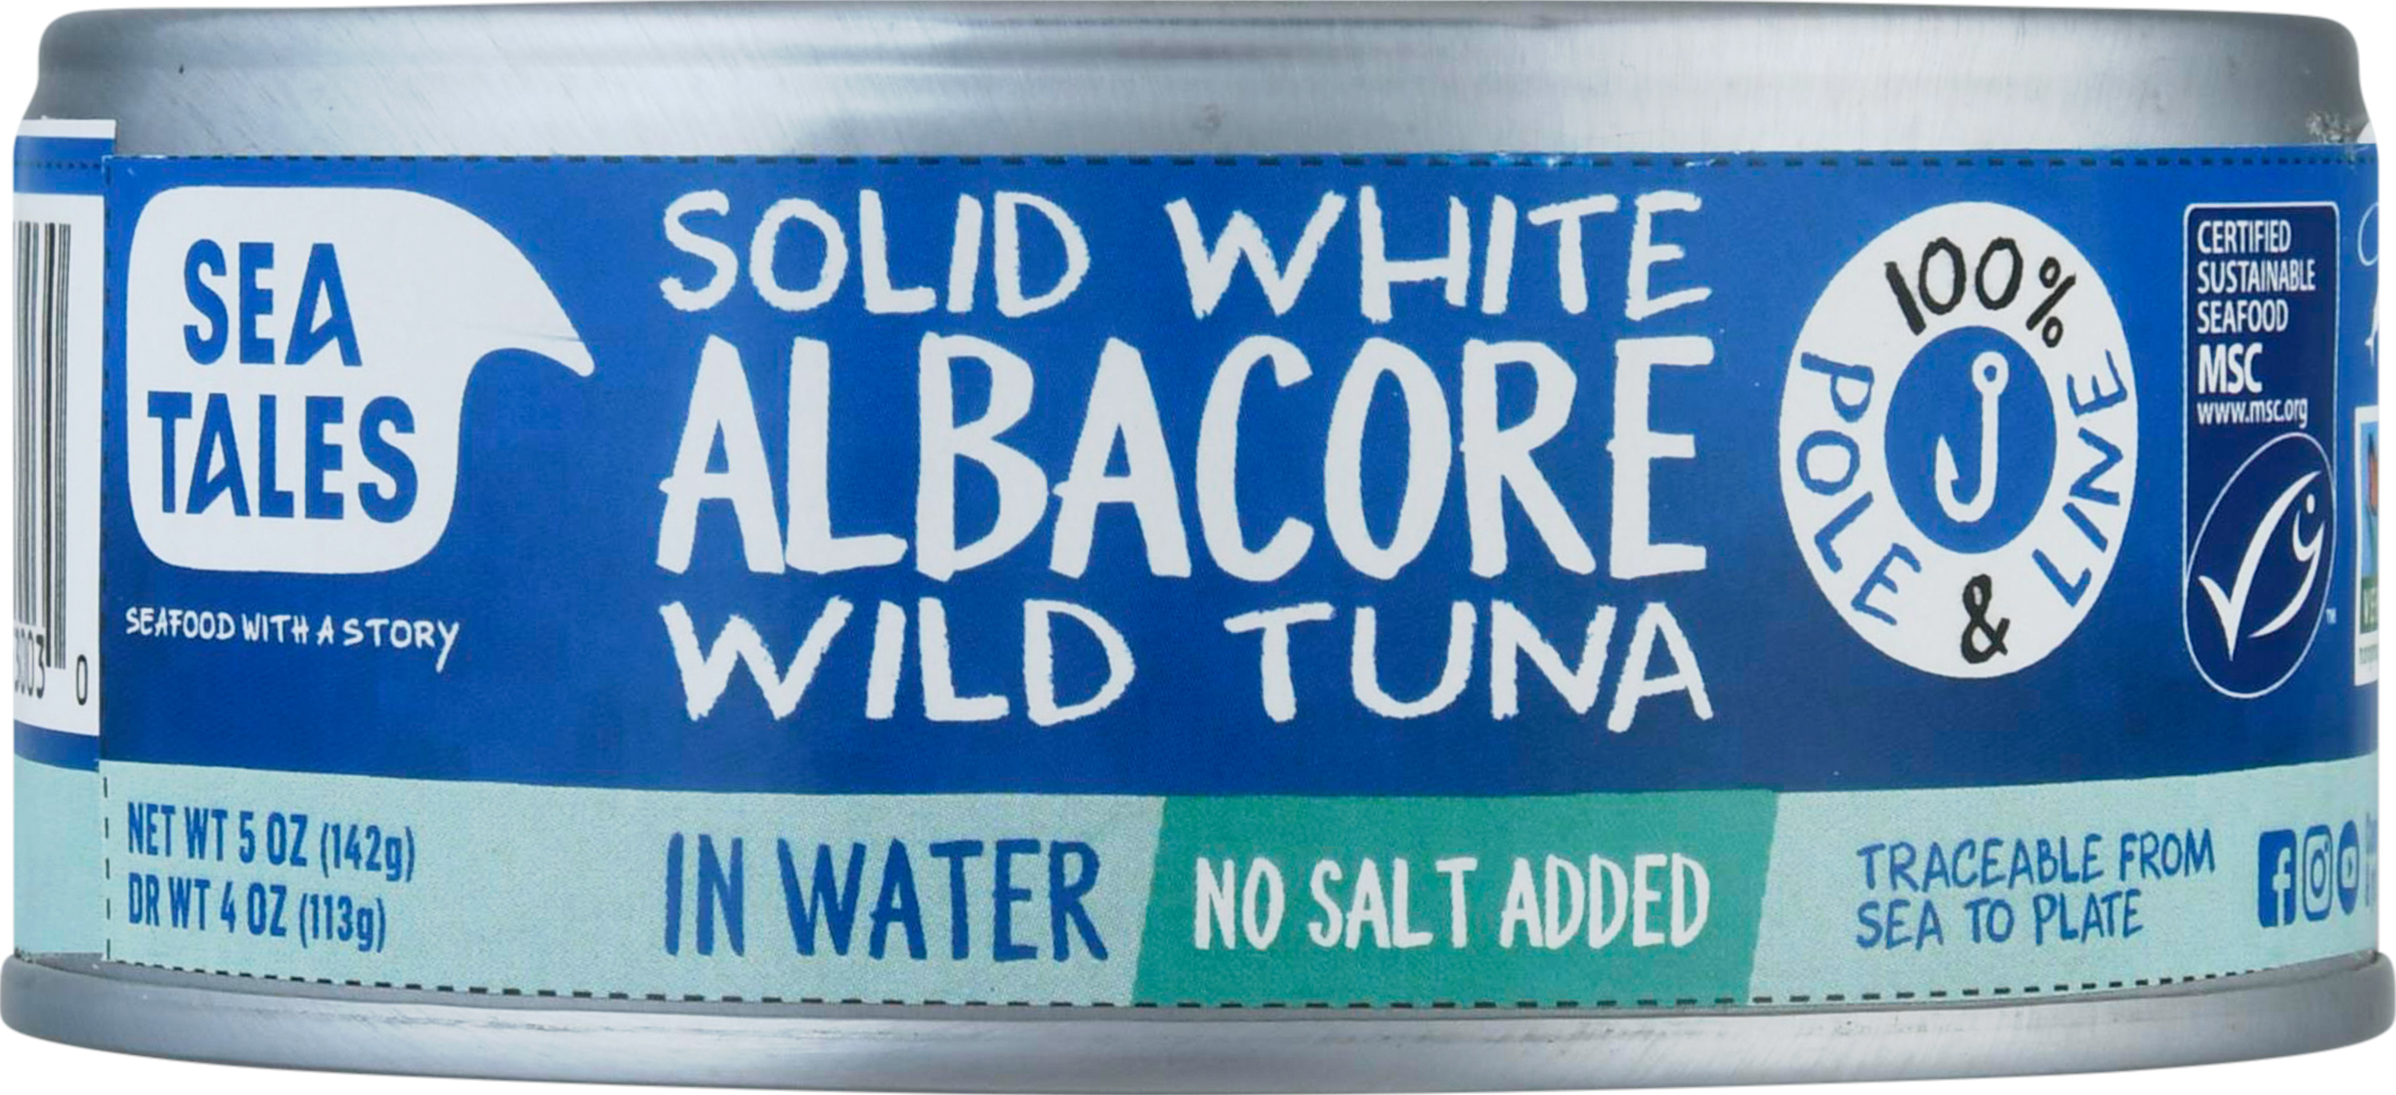 SEA
TALES
SEAFOOD WITH A STORY
SOLID WHITE
ALBACORE
WILD TUNA
100%
POLE & LINE
CERTIFIED
SUSTAINABLE
SEAFOOD
MSC
www.msc.org
TM
0
NET WT 5 OZ (142g)
DR WT 4 OZ (113g)
IN WATER
NO SALT ADDED
TRACEABLE FROM
SEA TO PLATE